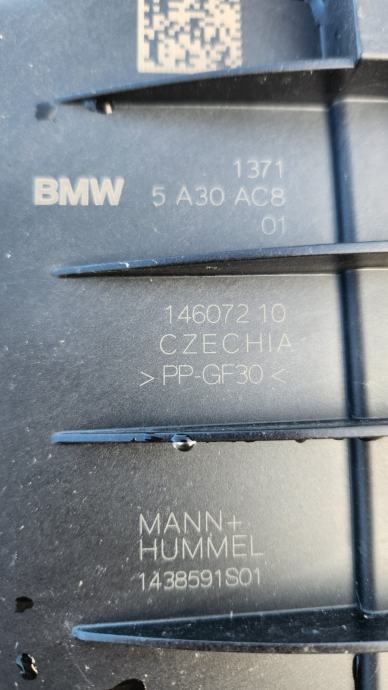 1371
BMW 5 A30 AC8
01
146072 10
CZECHIA
>PP-GF30<
MANN+
HUMMEL
1438591S01